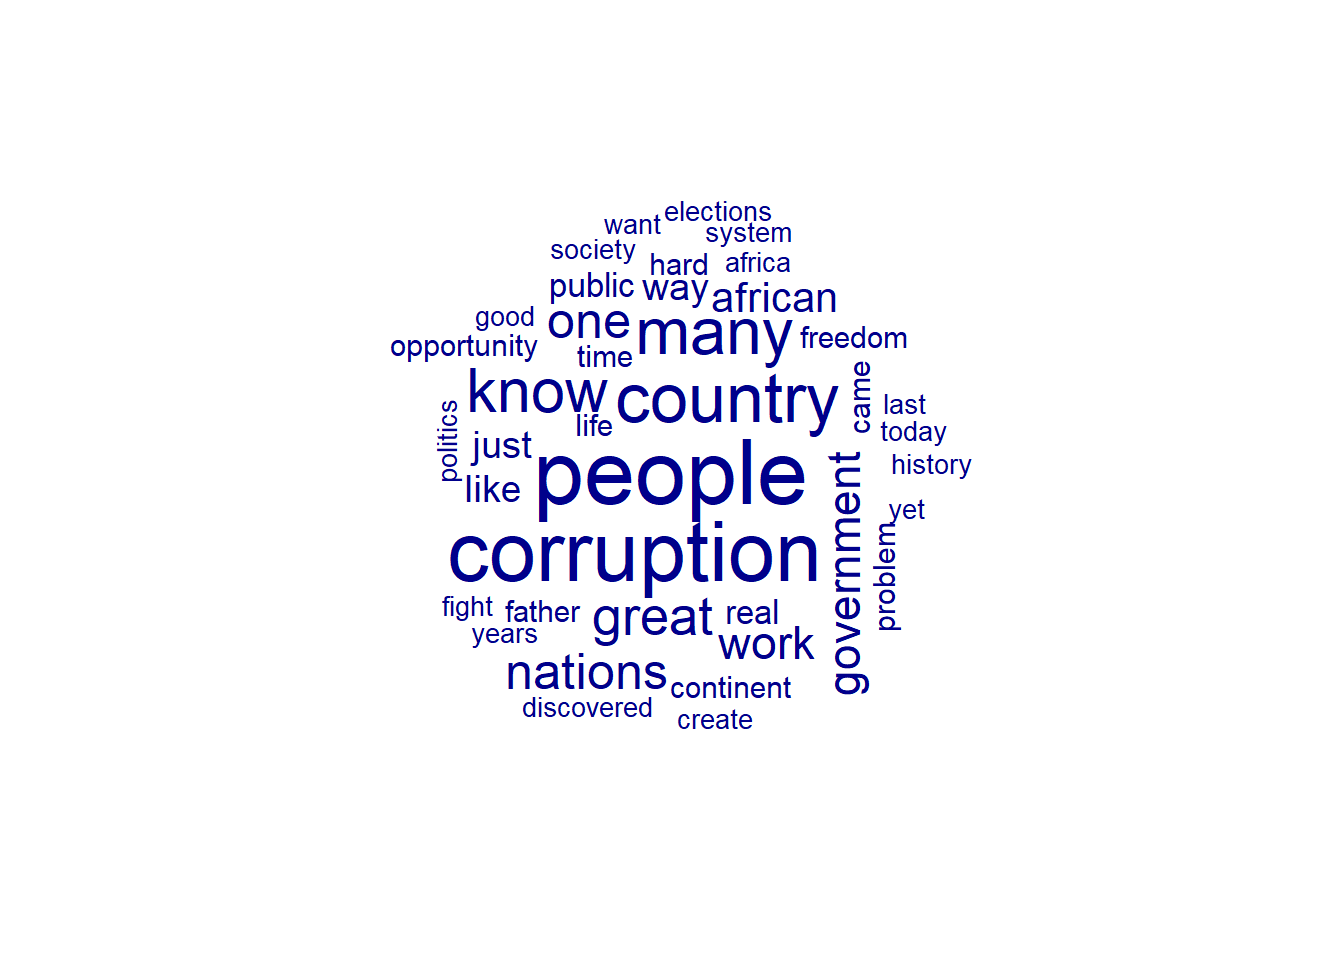 elections
want
system
society
hard
africa
public
way
african
good
one
many
freedom
opportunity
time
know
country
came
last
politics
life
today
just
people
history
like
government
yet
corruption
problem
fight
father
great
real
years
work
nations
continent
discovered
create